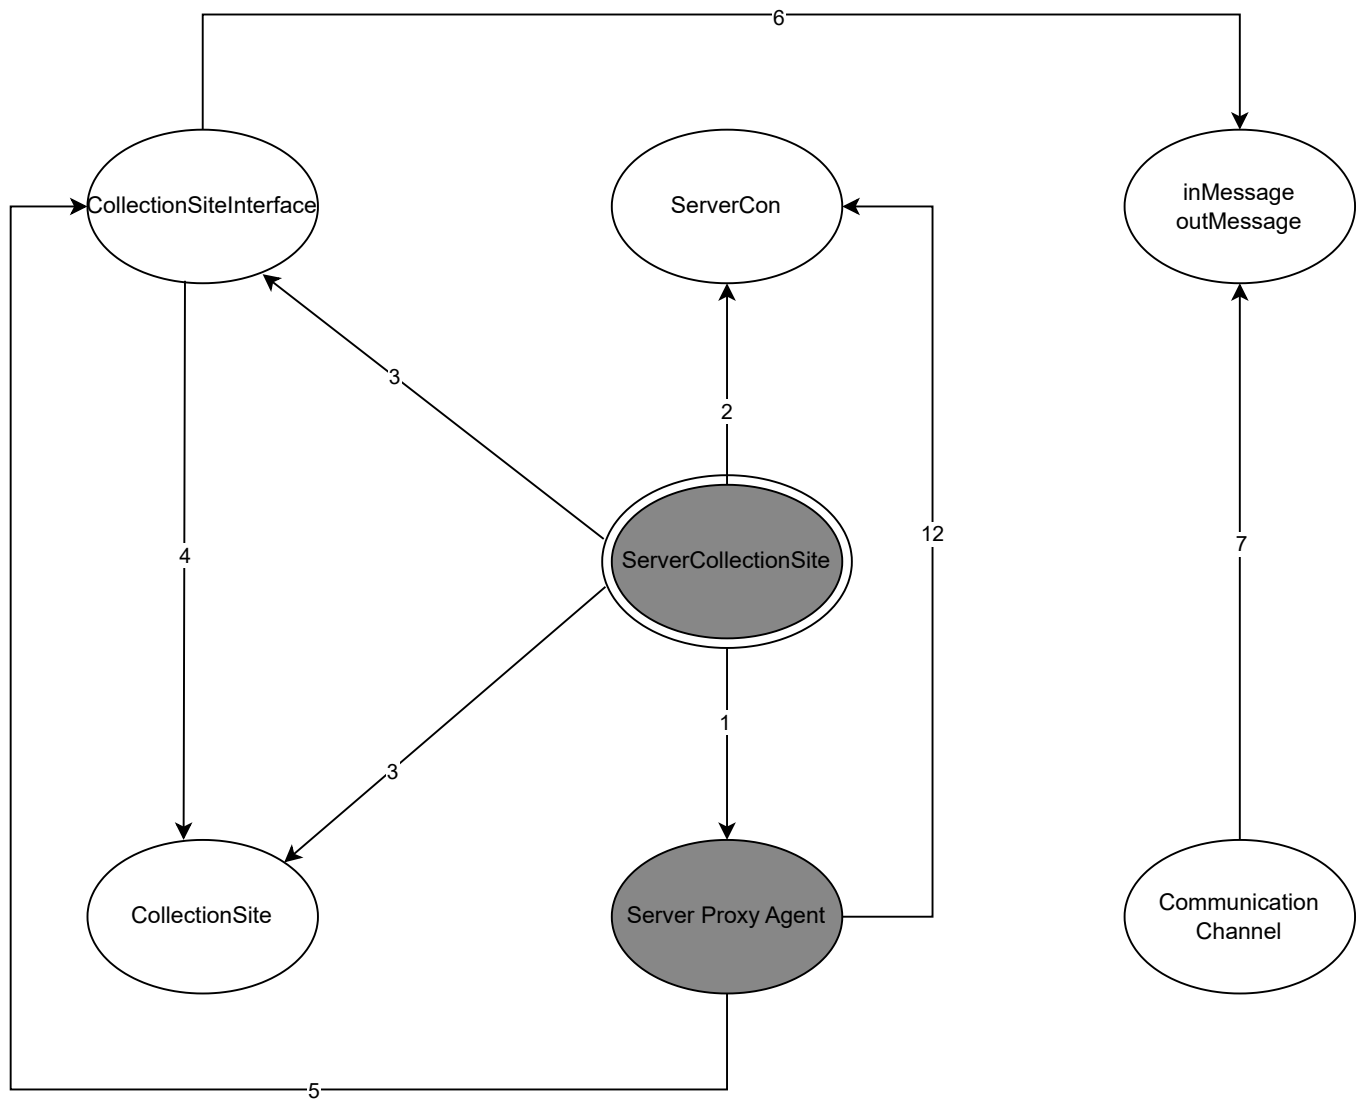 6
CollectionSiteInterface
ServerCon
inMessage
outMessage
3
2
12
7
4
ServerCollectionSite
1
3
CollectionSite
Server Proxy Agent
Communication
Channel
5